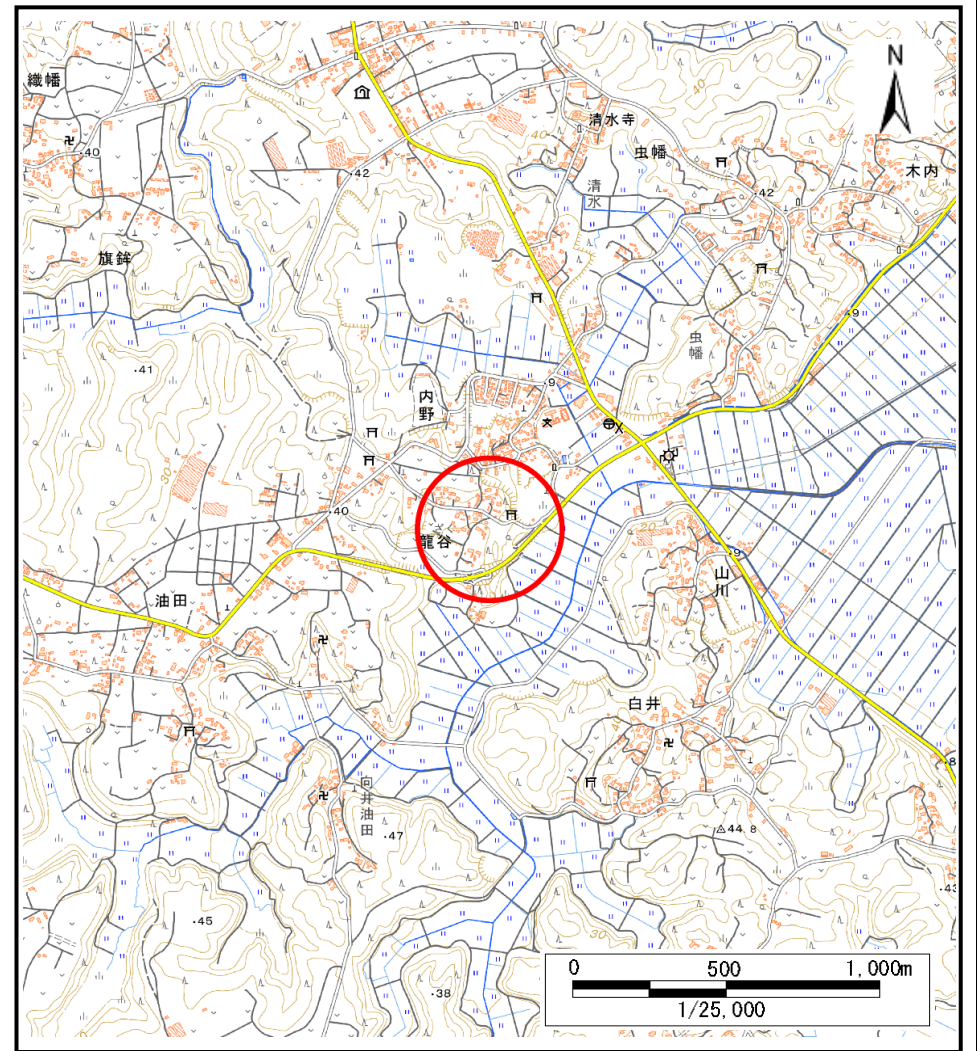 N
織幡
清水寺
・40
40
虫幡
42
木内
・42
清水
旗鉾
9
虫幡
・41
9
内野
30
・40
龍谷
20
9
山川
油田
白井
・8
向井油田
・47
△44.8
・43
・45
30
・38
0 500 1,000m
1/25,000